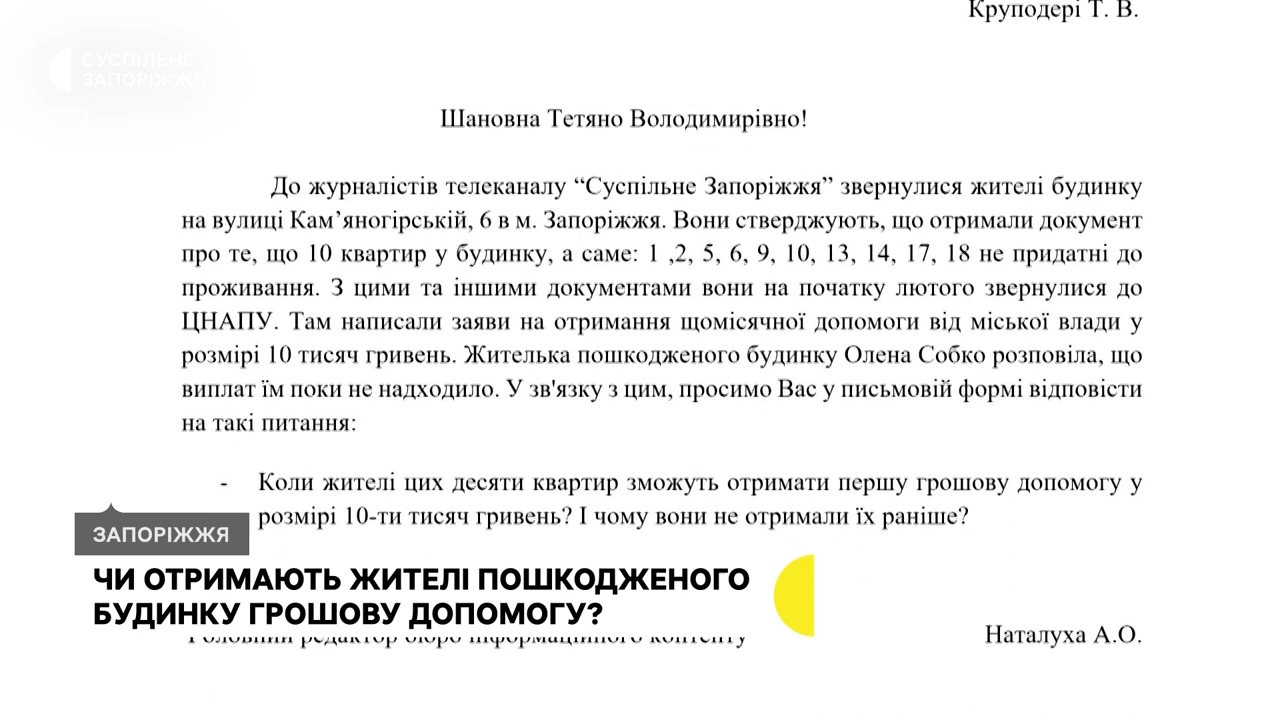 Круподері Т. В.
СУСПІЛЬНЕ
ЗАПОРІЖЖЯ
Шановна Тетяно Володимирівно!
До журналістів телеканалу “Суспільне Запоріжжя” звернулися жителі будинку
на вулиці Кам’яногірській, 6 в м. Запоріжжя. Вони стверджують, що отримали документ
про те, що 10 квартир у будинку, а саме: 1 ,2, 5, 6, 9, 10, 13, 14, 17, 18 не придатні до
проживання. З цими та іншими документами вони на початку лютого звернулися до
ЦНАПУ. Там написали заяви на отримання щомісячної допомоги від міської влади у
розмірі 10 тисяч гривень. Жителька пошкодженого будинку Олена Собко розповіла, що
виплат їм поки не надходило. У зв'язку з цим, просимо Вас у письмовій формі відповісти
на такі питання:
- Коли жителі цих десяти квартир зможуть отримати першу грошову допомогу у
розмірі 10-ти тисяч гривень? І чому вони не отримали їх раніше?
ЗАПОРІЖЖЯ
ЧИ ОТРИМАЮТЬ ЖИТЕЛІ ПОШКОДЖЕНОГО
БУДИНКУ ГРОШОВУ ДОПОМОГУ?
Головний редактор бюро інформаційного контенту Наталуха А.О.